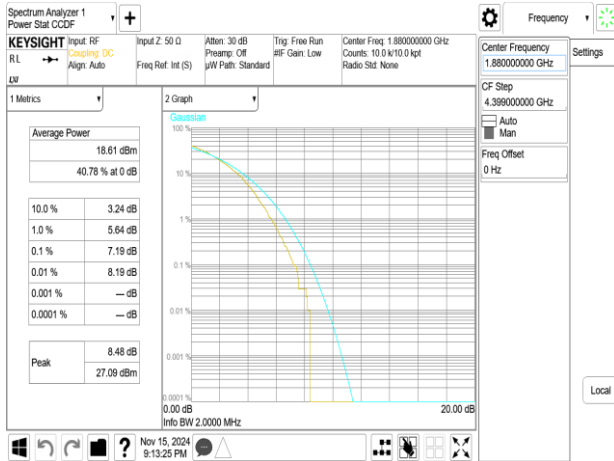 Spectrum Analyzer 1
Power Stat CCDF
+
Frequency
KEYSIGHT
RL
Input: RF
Coupling: DC
Align: Auto
Input Z: 50 Ω
Freq Ref: Int (S)
Atten: 30 dB
Preamp: Off
µW Path: Standard
Trig: Free Run
#IF Gain: Low
Center Freq: 1.880000000 GHz
Counts: 10.0 k/10.0 kpt
Radio Std: None
Center Frequency
1.880000000 GHz
Settings
CF Step
4.399000000 GHz
Auto
Man
Freq Offset
0 Hz
Local
1 Metrics
Average Power
18.61 dBm
40.78 % at 0 dB
10.0 % 3.24 dB
1.0 % 5.64 dB
0.1 % 7.19 dB
0.01 % 8.19 dB
0.001 % --- dB
0.0001 % --- dB
Peak
8.48 dB
27.09 dBm
2 Graph
Gaussian
100 %
10 %
1 %
0.1 %
0.01 %
0.001 %
0.0001 %
0.00 dB 20.00 dB
Info BW 2.0000 MHz
?
Nov 15, 2024
9:13:25 PM